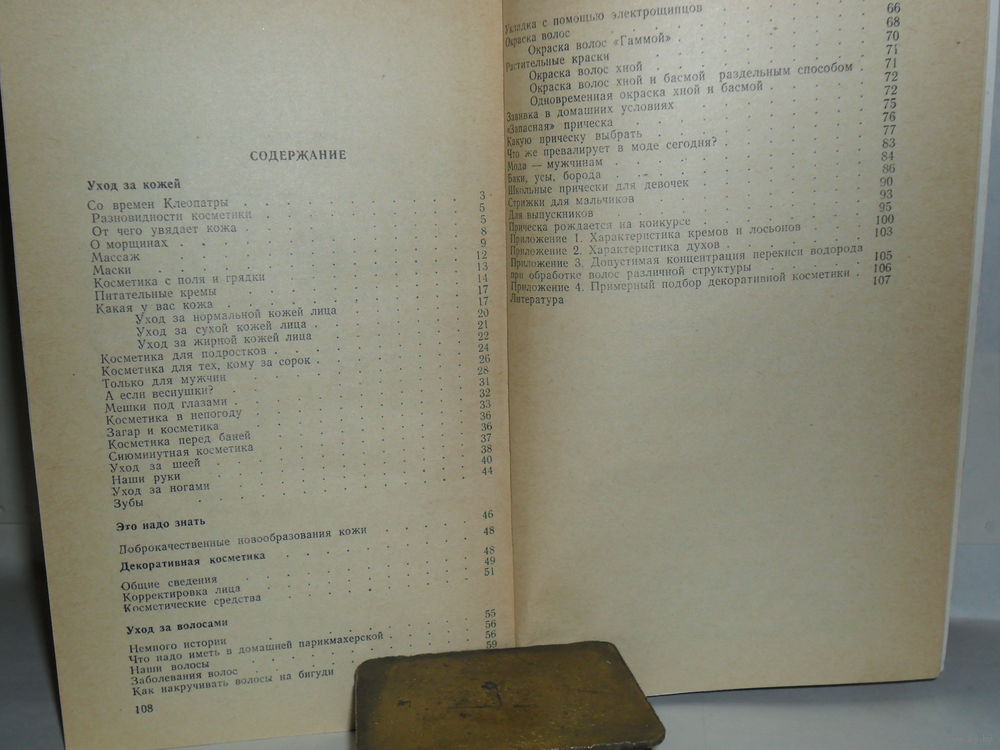 СОДЕРЖАНИЕ
Уход за кожей
Со времен Клеопатры . . . 3
Разновидности косметики . . . 5
От чего увядает кожа . . . 5
О морщинах . . . 8
Массаж . . . 9
Маски . . . 12
Косметика с поля и грядки . . . 13
Питательные кремы . . . 14
Какая у вас кожа . . . 17
Уход за нормальной кожей лица . . . 17
Уход за сухой кожей лица . . . 20
Уход за жирной кожей лица . . . 21
Косметика для подростков . . . 22
Косметика для тех, кому за сорок . . . 24
Только для мужчин . . . 26
А если веснушки? . . . 28
Мешки под глазами . . . 31
Косметика в непогоду . . . 32
Загар и косметика . . . 33
Косметика перед баней . . . 36
Сиюминутная косметика . . . 36
Уход за шеей . . . 37
Наши руки . . . 38
Уход за ногами . . . 40
Зубы . . . 44
Это надо знать
Доброкачественные новообразования кожи . . . 46
Декоративная косметика . . . 48
Общие сведения . . . 48
Корректировка лица . . . 49
Косметические средства . . . 51
Уход за волосами
Немного истории . . . 55
Что надо иметь в домашней парикмахерской . . . 56
Наши волосы . . . 56
Заболевания волос . . . 59
Как накручивать волосы на бигуди
108
Укладка с помощью электрощипцов . . .
Окраска волос . . . 66
Окраска волос «Гаммой» . . . 68
Растительные краски . . . 70
Окраска волос хной . . . 71
Окраска волос хной и басмой раздельным способом . 71
Одновременная окраска хной и басмой . . . 72
Завивка в домашних условиях . . . 72
«Запасная» прическа . . . 75
Какую прическу выбрать . . . 76
Что же превалирует в моде сегодня? . . . 77
Мода — мужчинам . . . 83
Баки, усы, борода . . . 84
Школьные прически для девочек . . . 86
Стрижки для мальчиков . . . 90
Для выпускников . . . 93
Прическа рождается на конкурсе . . . 95
Приложение 1. Характеристика кремов и лосьонов . . . 100
Приложение 2. Характеристика духов . . . 103
Приложение 3. Допустимая концентрация перекиси водорода
при обработке волос различной структуры . . . 105
Приложение 4. Примерный подбор декоративной косметики . 106
Литература . . . 107